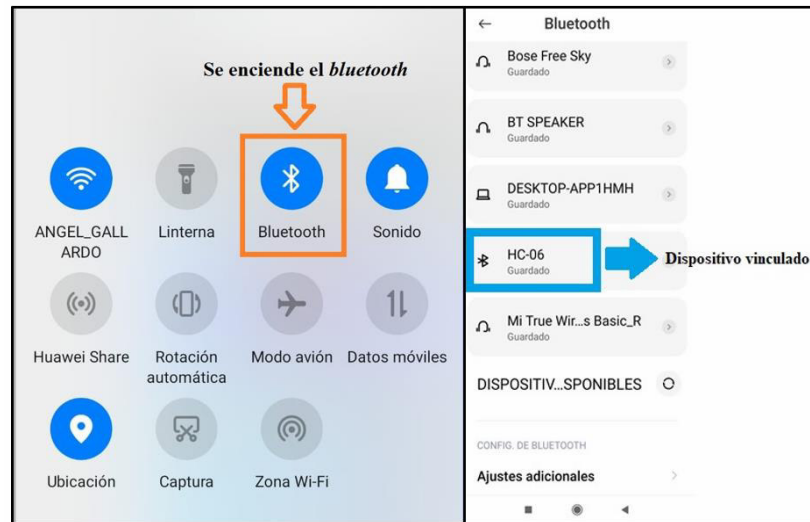 Se enciende el bluetooth
ANGEL_GALL
ARDO
Linterna
Bluetooth
Sonido
Huawei Share
Rotación
automática
Modo avión
Datos móviles
Ubicación
Captura
Zona Wi-Fi
Bluetooth
Bose Free Sky
Guardado
BT SPEAKER
Guardado
DESKTOP-APP1HMH
Guardado
HC-06
Guardado
Dispositivo vinculado
Mi True Wir...s Basic_R
Guardado
DISPOSITIV...SPONIBLES
CONFIG. DE BLUETOOTH
Ajustes adicionales